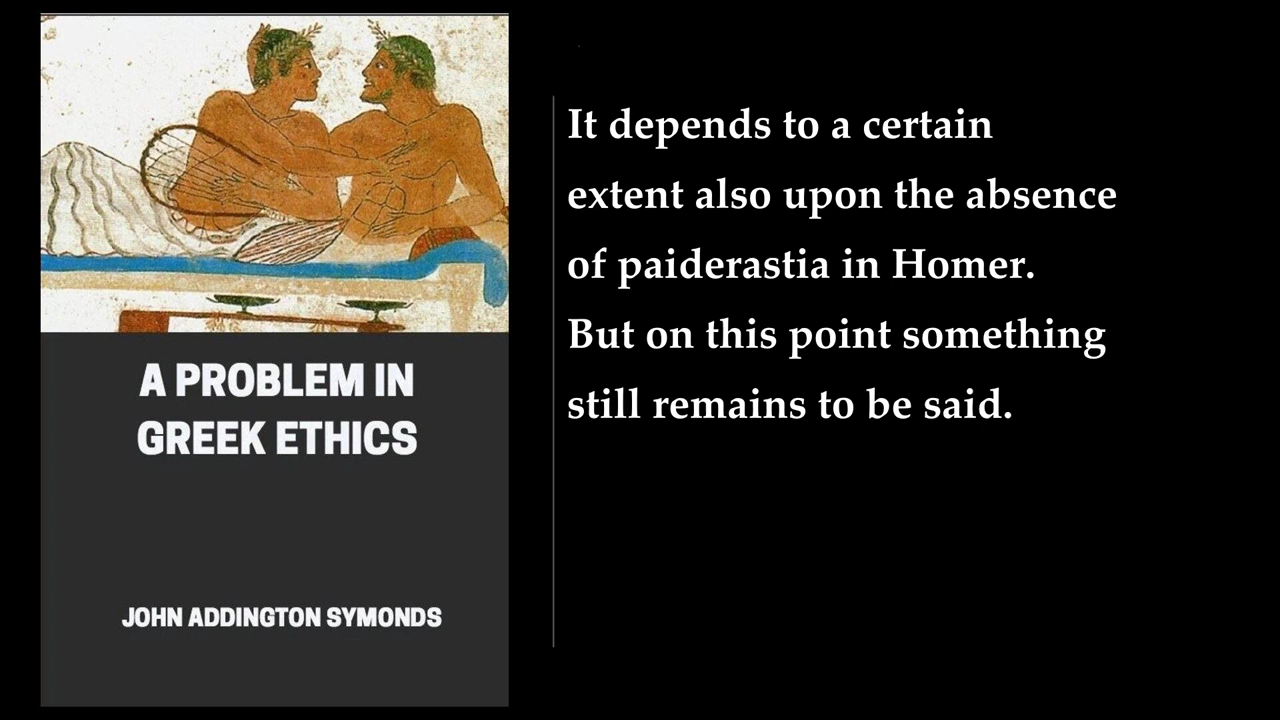 A PROBLEM IN
GREEK ETHICS
JOHN ADDINGTON SYMONDS
It depends to a certain
extent also upon the absence
of paiderastia in Homer.
But on this point something
still remains to be said.